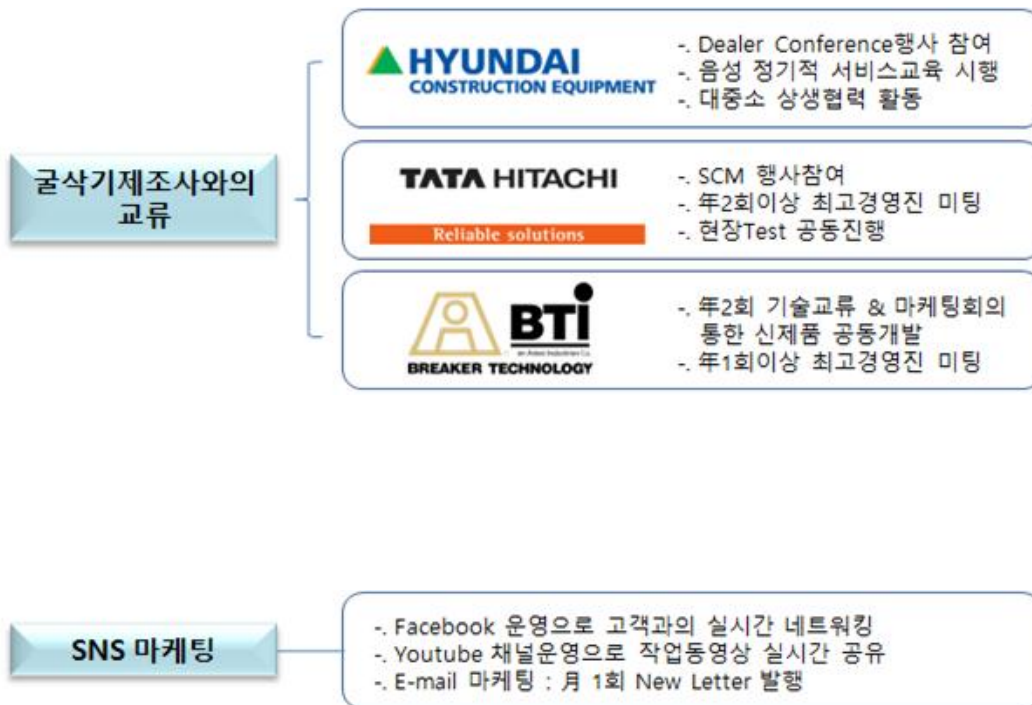 HYUNDAI
CONSTRUCTION EQUIPMENT
-. Dealer Conference행사 참여
-. 음성 정기적 서비스교육 시행
-. 대중소 상생협력 활동
굴삭기제조사와의
교류
TATA HITACHI
Reliable solutions
-. SCM 행사참여
-. 年2회이상 최고경영진 미팅
-. 현장Test 공동진행
BTI
an Astec Industries Co.
BREAKER TECHNOLOGY
-. 年2회 기술교류 & 마케팅회의
통한 신제품 공동개발
-. 年1회이상 최고경영진 미팅
SNS 마케팅
-. Facebook 운영으로 고객과의 실시간 네트워킹
-. Youtube 채널운영으로 작업동영상 실시간 공유
-. E-mail 마케팅 : 月 1회 New Letter 발행